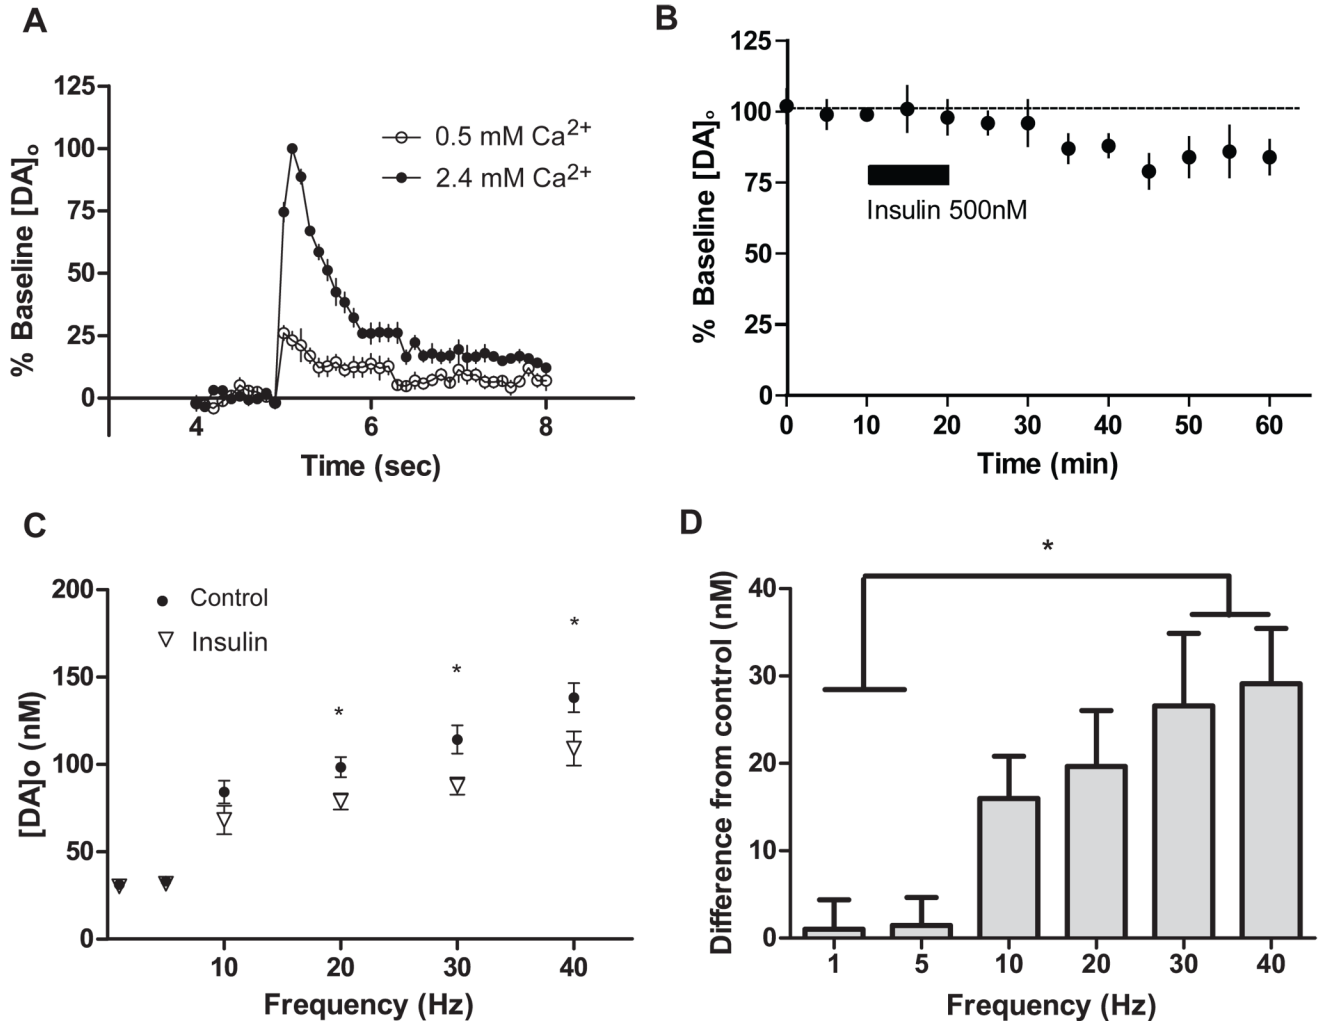 A
% Baseline [DA]o
125
100
75
50
25
0
4
6
8
Time (sec)
0.5 mM Ca2+
2.4 mM Ca2+
B
% Baseline [DA]o
125
100
75
50
25
0
Insulin 500nM
0
10
20
30
40
50
60
Time (min)
C
[DA]o (nM)
200
150
100
50
0
Control
Insulin
*
*
*
10
20
30
40
Frequency (Hz)
D
Difference from control (nM)
*
40
30
20
10
0
1
5
10
20
30
40
Frequency (Hz)